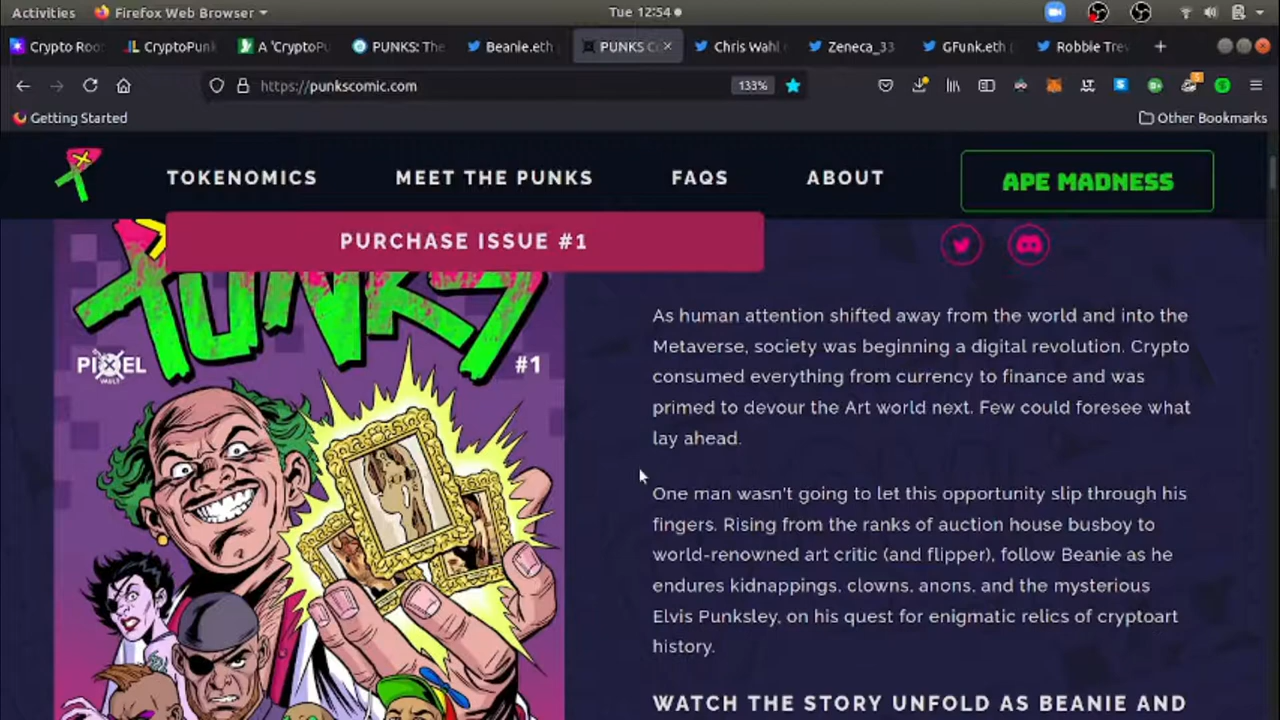 Activities Firefox Web Browser Tue 12:54
Crypto Roo CryptoPunk A 'CryptoPu PUNKS: The Beanie.eth PUNKS C Chris Wahl Zeneca_33 GFunk.eth ( Robbie Trev
https://punkscomic.com 133%
Getting Started Other Bookmarks
TOKENOMICS MEET THE PUNKS FAQS ABOUT APE MADNESS
PURCHASE ISSUE #1
PUNKS
PIXEL
VAULT
#1
As human attention shifted away from the world and into the
Metaverse, society was beginning a digital revolution. Crypto
consumed everything from currency to finance and was
primed to devour the Art world next. Few could foresee what
lay ahead.
One man wasn't going to let this opportunity slip through his
fingers. Rising from the ranks of auction house busboy to
world-renowned art critic (and flipper), follow Beanie as he
endures kidnappings, clowns, anons, and the mysterious
Elvis Punksley, on his quest for enigmatic relics of cryptoart
history.
WATCH THE STORY UNFOLD AS BEANIE AND